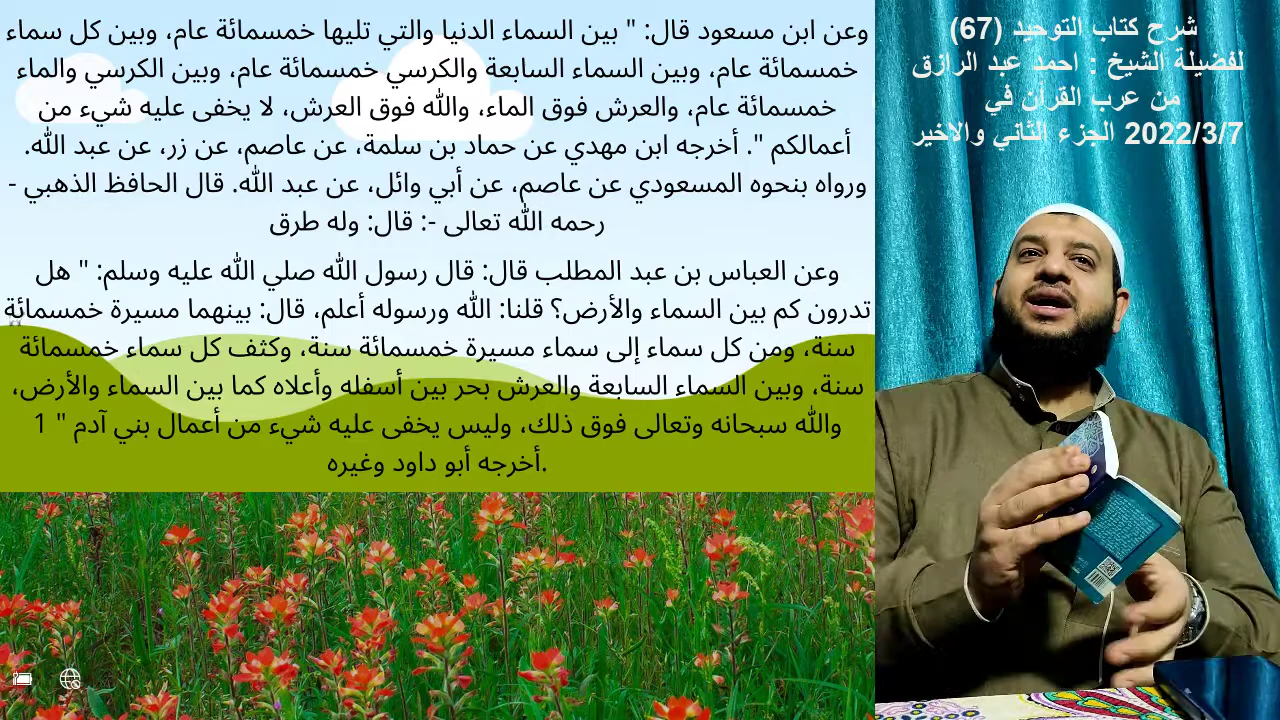 شرح كتاب التوحيد (67)
لفضيلة الشيخ : احمد عبد الرازق
من عرب القرآن في
2022/3/7 الجزء الثاني والاخير
وعن ابن مسعود قال: " بين السماء الدنيا والتي تليها خمسمائة عام، وبين كل سماء
خمسمائة عام، وبين السماء السابعة والكرسي خمسمائة عام، وبين الكرسي والماء
خمسمائة عام، والعرش فوق الماء، والله فوق العرش، لا يخفى عليه شيء من
أعمالكم ". أخرجه ابن مهدي عن حماد بن سلمة، عن عاصم، عن زر، عن عبد الله.
ورواه بنحوه المسعودي عن عاصم، عن أبي وائل، عن عبد الله. قال الحافظ الذهبي -
رحمه الله تعالى -: قال: وله طرق
وعن العباس بن عبد المطلب قال: قال رسول الله صلي الله عليه وسلم: " هل
تدرون كم بين السماء والأرض؟ قلنا: الله ورسوله أعلم، قال: بينهما مسيرة خمسمائة
سنة، ومن كل سماء إلى سماء مسيرة خمسمائة سنة، وكثف كل سماء خمسمائة
سنة، وبين السماء السابعة والعرش بحر بين أسفله وأعلاه كما بين السماء والأرض،
والله سبحانه وتعالى فوق ذلك، وليس يخفى عليه شيء من أعمال بني آدم " 1
.أخرجه أبو داود وغيره